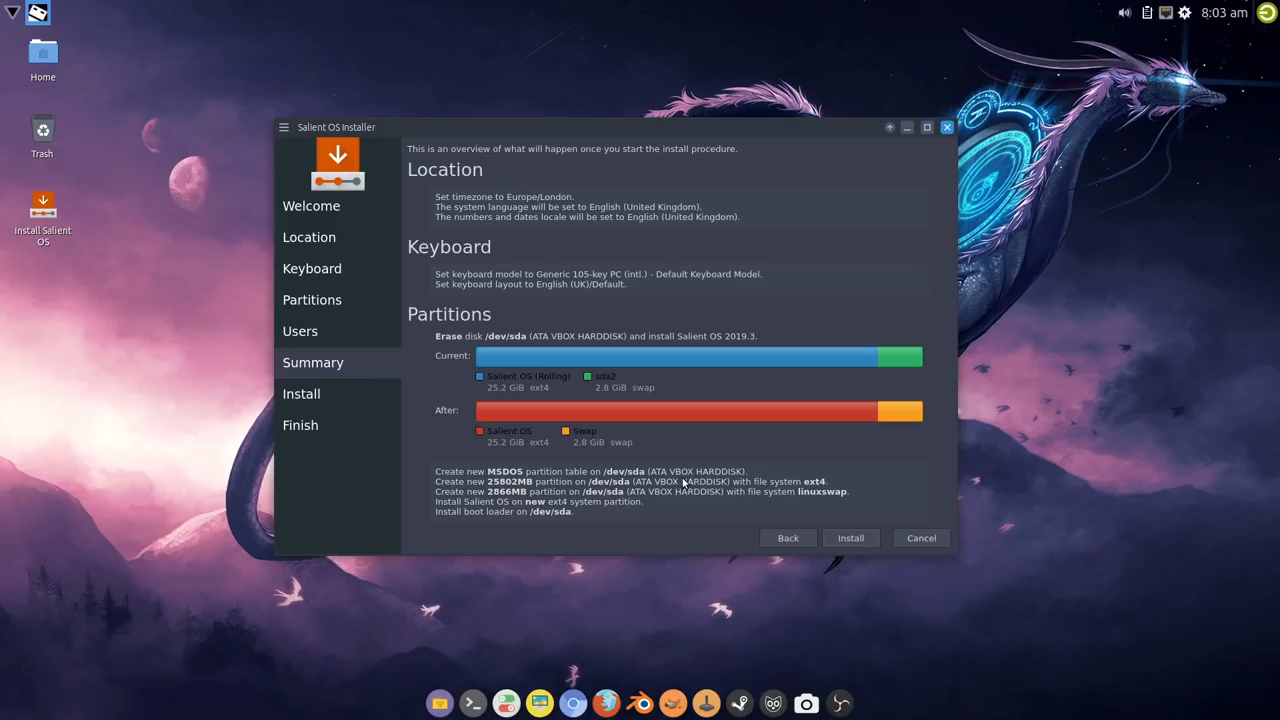 8:03 am
Home
Trash
Install Salient
OS
Salient OS Installer
Welcome
Location
Keyboard
Partitions
Users
Summary
Install
Finish
This is an overview of what will happen once you start the install procedure.
Location
Set timezone to Europe/London.
The system language will be set to English (United Kingdom).
The numbers and dates locale will be set to English (United Kingdom).
Keyboard
Set keyboard model to Generic 105-key PC (intl.) - Default Keyboard Model.
Set keyboard layout to English (UK)/Default.
Partitions
Erase disk /dev/sda (ATA VBOX HARDDISK) and install Salient OS 2019.3.
Current:
Salient OS (Rolling) sda2
25.2 GiB ext4 2.8 GiB swap
After:
Salient OS Swap
25.2 GiB ext4 2.8 GiB swap
Create new MSDOS partition table on /dev/sda (ATA VBOX HARDDISK).
Create new 25802MB partition on /dev/sda (ATA VBOX HARDDISK) with file system ext4.
Create new 2866MB partition on /dev/sda (ATA VBOX HARDDISK) with file system linuxswap.
Install Salient OS on new ext4 system partition.
Install boot loader on /dev/sda.
Back Install Cancel